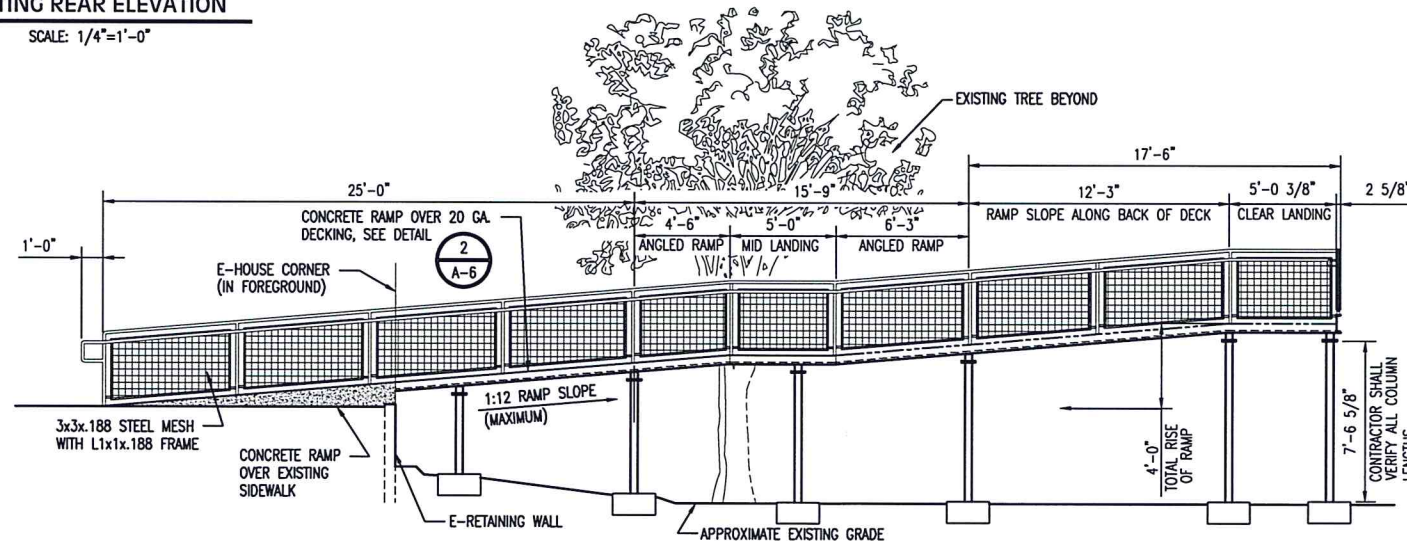 TING REAR ELEVATION
SCALE: 1/4"=1'-0"
EXISTING TREE BEYOND
17'-6"
25'-0"
15'-9"
12'-3"
5'-0 3/8"
2 5/8"
CONCRETE RAMP OVER 20 GA.
DECKING, SEE DETAIL
2
A-6
4'-6"
5'-0"
6'-3"
RAMP SLOPE ALONG BACK OF DECK
CLEAR LANDING
ANGLED RAMP
MID LANDING
ANGLED RAMP
1'-0"
E-HOUSE CORNER
(IN FOREGROUND)
1:12 RAMP SLOPE
(MAXIMUM)
3x3x.188 STEEL MESH
WITH L1x1x.188 FRAME
CONCRETE RAMP
OVER EXISTING
SIDEWALK
E-RETAINING WALL
APPROXIMATE EXISTING GRADE
4'-0"
TOTAL RISE
OF RAMP
7'-6 5/8"
CONTRACTOR SHALL
VERIFY ALL COLUMN
LENGTHS